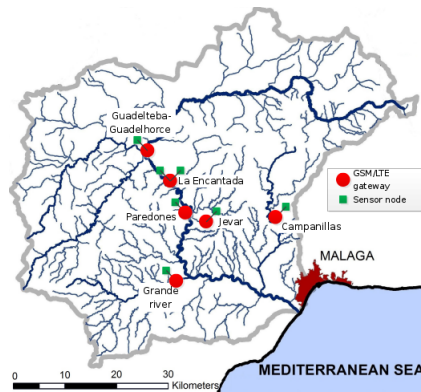 Guadelteba-
Guadelhorce
La Encantada
GSM/LTE
gateway
Sensor node
Paredones
Jevar
Campanillas
MALAGA
Grande
river
0 10 20 30
Kilometers
MEDITERRANEAN SEA